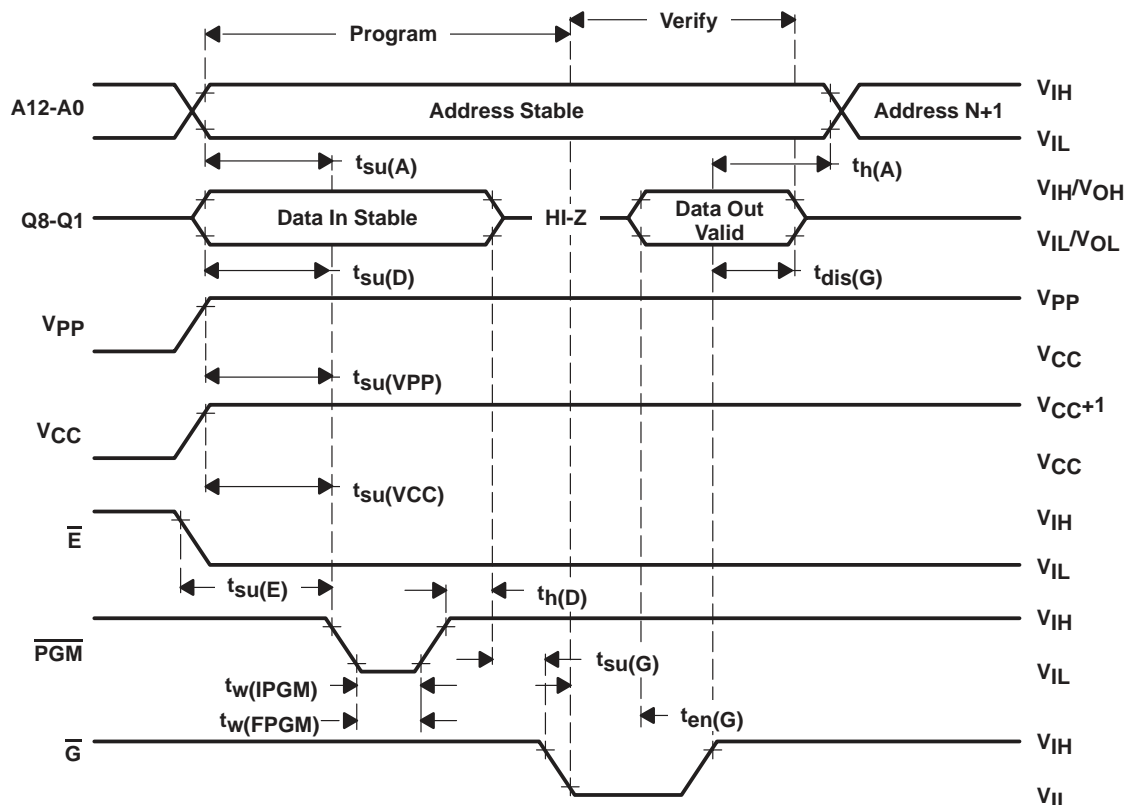 Program
Verify
A12-A0
Address Stable
Address N+1
VIH
VIL
tsu(A)
th(A)
Q8-Q1
Data In Stable
HI-Z
Data Out
Valid
VIH/VOH
VIL/VOL
tsu(D)
tdis(G)
VPP
VPP
VCC
tsu(VPP)
VCC
VCC+1
VCC
tsu(VCC)
E
VIH
VIL
tsu(E)
th(D)
PGM
VIH
VIL
tsu(G)
tw(IPGM)
tw(FPGM)
ten(G)
G
VIH
VIL